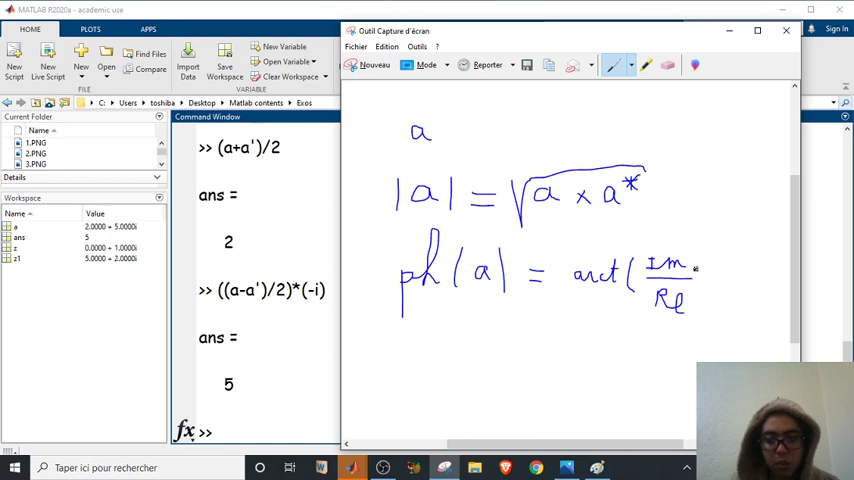 MATLAB R2020a - academic use
HOME PLOTS APPS
Sign In
New Script
New Live Script
New
Open
Find Files
Compare
Import Data
Save Workspace
New Variable
Open Variable
Clear Workspace
FILE
VARIABLE
C: Users toshiba Desktop Matlab contents Exos
Current Folder
Name
1.PNG
2.PNG
3.PNG
Details
Workspace
Name Value
a 2.0000 + 5.0000i
ans 5
z 0.0000 + 1.0000i
z1 5.0000 + 2.0000i
Command Window
>> (a+a')/2
ans =
2
>> ((a-a')/2)*(-i)
ans =
5
fx >>
Outil Capture d'écran
Fichier Edition Outils ?
Nouveau Mode Reporter
a
|a| = √a × a*
ph(a) = arct( Im
Re
Taper ici pour rechercher